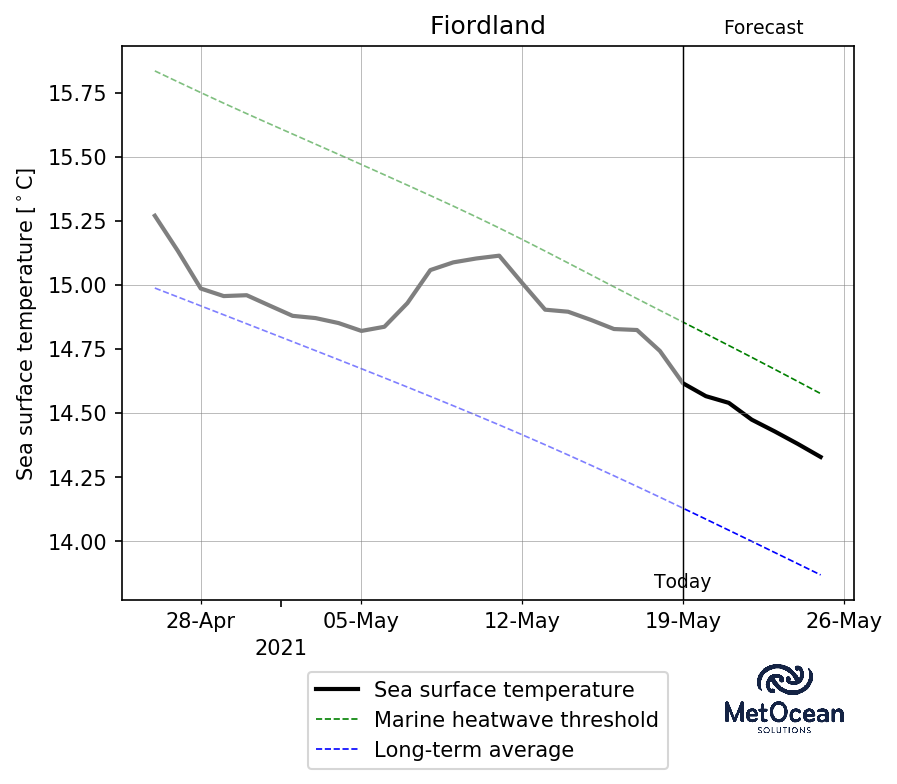 Fiordland
Forecast
Sea surface temperature [°C]
15.75
15.50
15.25
15.00
14.75
14.50
14.25
14.00
Today
28-Apr 05-May 12-May 19-May 26-May
2021
Sea surface temperature
Marine heatwave threshold
Long-term average
MetOcean
SOLUTIONS